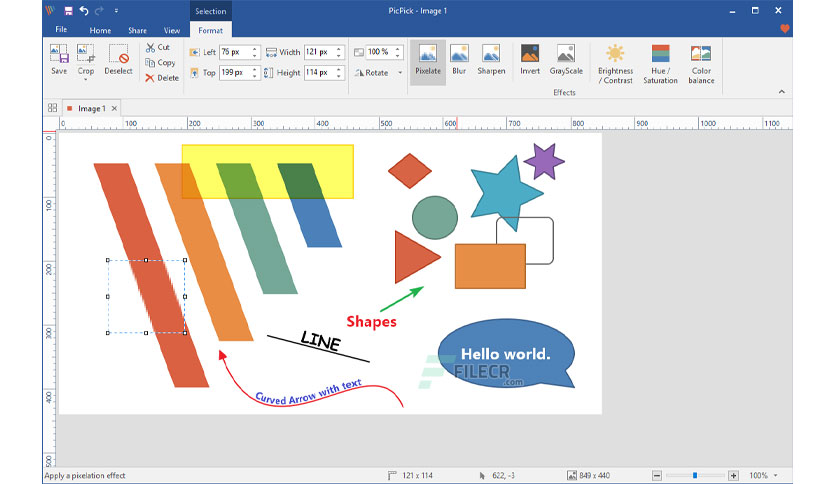 Selection
PicPick - Image 1
File Home Share View Format
Save
Crop
Deselect
Cut
Copy
Delete
Left 75 px Width 121 px 100 %
Top 199 px Height 114 px Rotate
Pixelate
Blur
Sharpen
Invert
GrayScale
Brightness
/ Contrast
Hue /
Saturation
Color
balance
Effects
Image 1
0 100 200 300 400 500 600 700 800 900 1000 1100
0
100
200
300
400
500
Shapes
LINE
Hello world.
FILECR
.com
Curved Arrow with text
Apply a pixelation effect
121 x 114
622, -3
849 x 440
100%